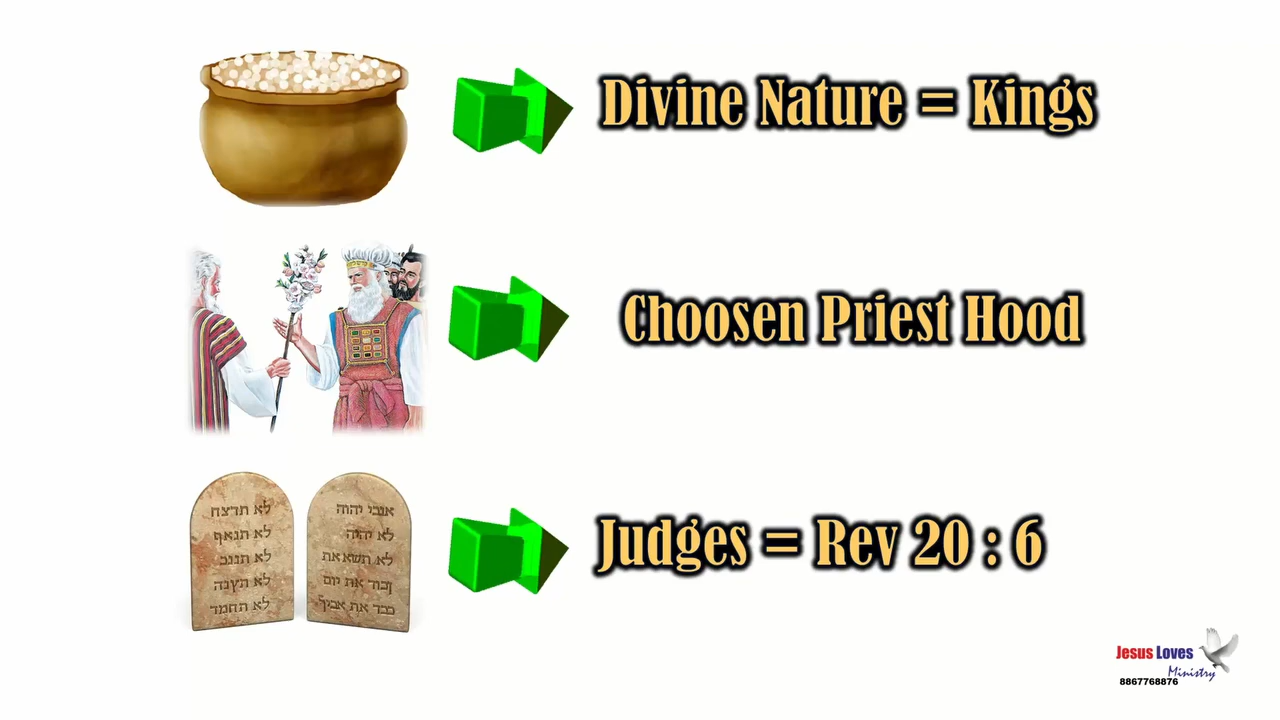 Divine Nature = Kings
Choosen Priest Hood
לא תרצח
לא תנאף
לא תגנב
לא תענה
לא תחמד
אנכי יהוה
לא יהיה
לא תשא את
זכור את יום
כבד את אביך
Judges = Rev 20 : 6
Jesus Loves
Ministry
8867768876